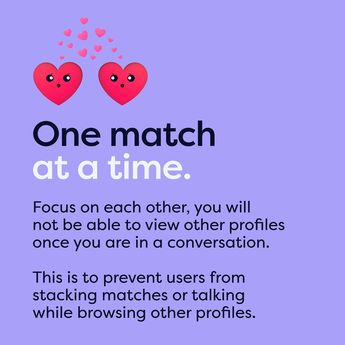 One match
at a time.
Focus on each other, you will
not be able to view other profiles
once you are in a conversation.
This is to prevent users from
stacking matches or talking
while browsing other profiles.